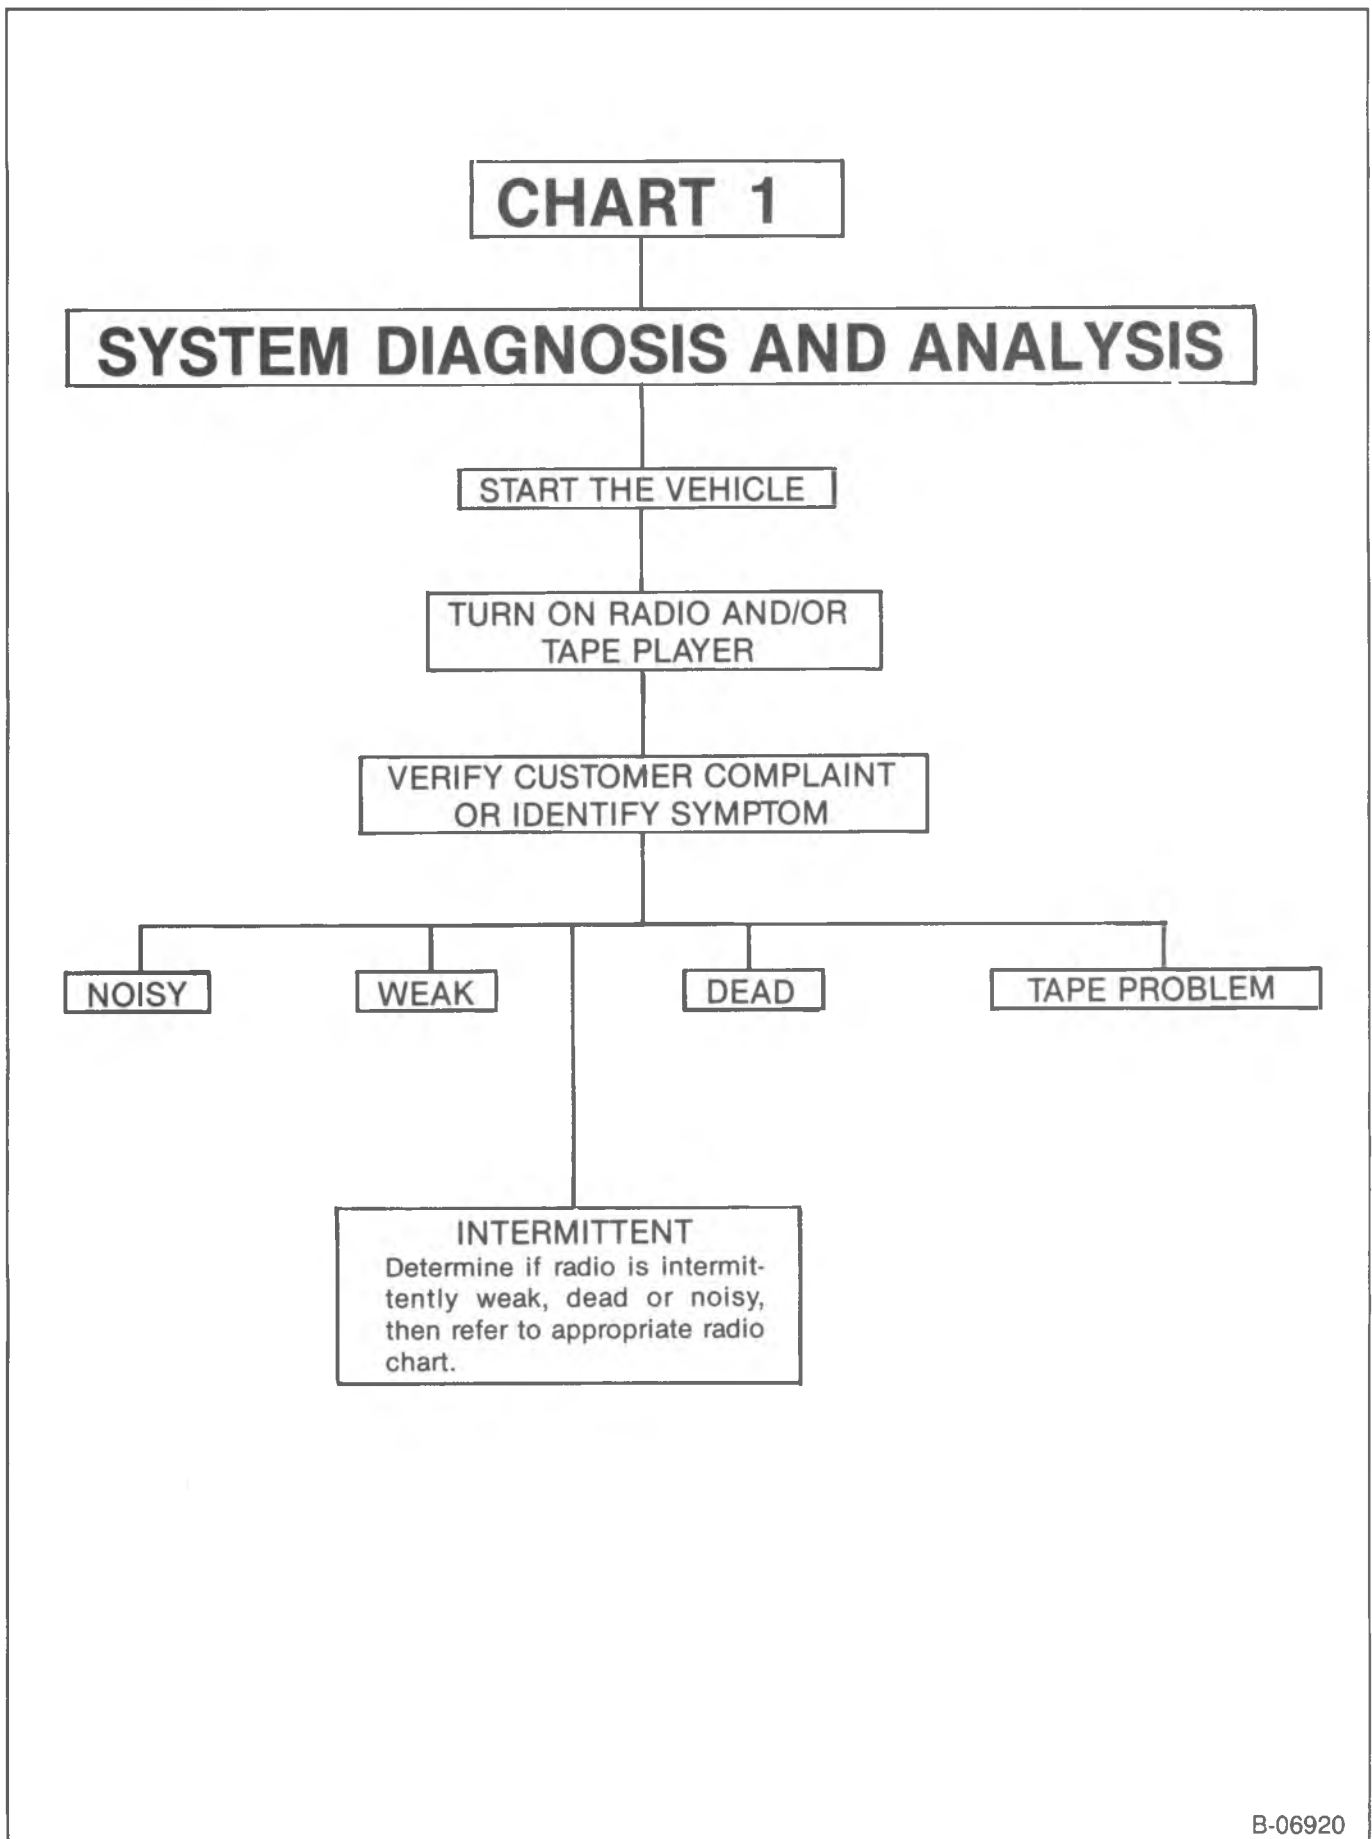 CHART 1
SYSTEM DIAGNOSIS AND ANALYSIS
START THE VEHICLE
TURN ON RADIO AND/OR
TAPE PLAYER
VERIFY CUSTOMER COMPLAINT
OR IDENTIFY SYMPTOM
NOISY
WEAK
DEAD
TAPE PROBLEM
INTERMITTENT
Determine if radio is intermit-
tently weak, dead or noisy,
then refer to appropriate radio
chart.
B-06920